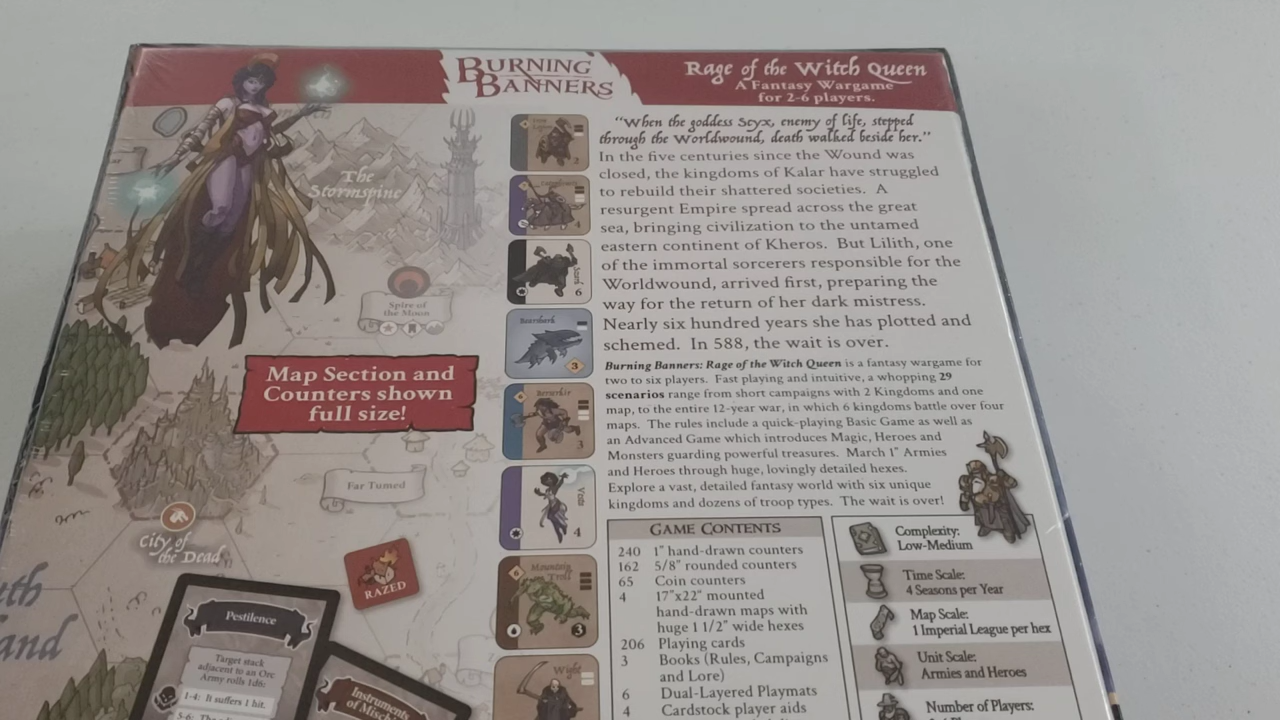 BURNING
BANNERS
Rage of the Witch Queen
A Fantasy Wargame
for 2-6 players.
"When the goddess Styx, enemy of life, stepped
through the Worldwound, death walked beside her."
In the five centuries since the Wound was
closed, the kingdoms of Kalar have struggled
to rebuild their shattered societies. A
resurgent Empire spread across the great
sea, bringing civilization to the untamed
eastern continent of Kheros. But Lilith, one
of the immortal sorcerers responsible for the
Worldwound, arrived first, preparing the
way for the return of her dark mistress.
Nearly six hundred years she has plotted and
schemed. In 588, the wait is over.
Burning Banners: Rage of the Witch Queen is a fantasy wargame for
two to six players. Fast playing and intuitive, a whopping 29
scenarios range from short campaigns with 2 Kingdoms and one
map, to the entire 12-year war, in which 6 kingdoms battle over four
maps. The rules include a quick-playing Basic Game as well as
an Advanced Game which introduces Magic, Heroes and
Monsters guarding powerful treasures. March 1" Armies
and Heroes through huge, lovingly detailed hexes.
Explore a vast, detailed fantasy world with six unique
kingdoms and dozens of troop types. The wait is over!
The
Stormspine
Spire of
the Moon
Map Section and
Counters shown
full size!
Far Tumed
City of
the Dead
RAZED
Pestilence
Target stack
adjacent to an Orc
Army rolls 1d6:
1-4: It suffers 1 hit.
Instruments
of Mischief
2
4
6
Bearshark
3
Berserkir
3
4
Mountain
Troll
6
3
Wight
GAME CONTENTS
240 1" hand-drawn counters
162 5/8" rounded counters
65 Coin counters
4 17"x22" mounted
hand-drawn maps with
huge 1 1/2" wide hexes
206 Playing cards
3 Books (Rules, Campaigns
and Lore)
6 Dual-Layered Playmats
4 Cardstock player aids
Complexity:
Low-Medium
Time Scale:
4 Seasons per Year
Map Scale:
1 Imperial League per hex
Unit Scale:
Armies and Heroes
Number of Players: